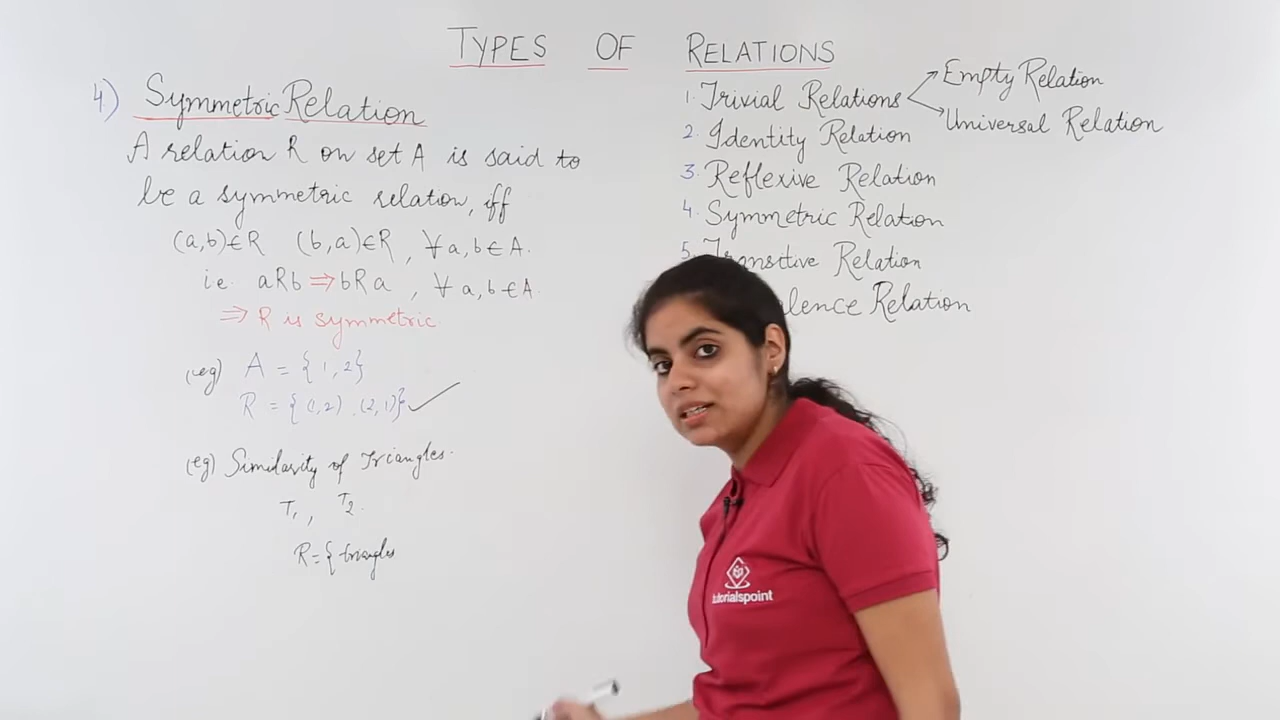 TYPES OF RELATIONS
4) Symmetric Relation
A relation R on set A is said to
be a symmetric relation, iff
(a,b)∈R (b,a)∈R , ∀ a,b ∈ A.
ie. aRb ⇒ bRa , ∀ a,b ∈ A.
⇒ R is symmetric
(eg) A = {1,2}
R = {(1,2) , (2,1)} ✓
(eg) Similarity of Triangles.
T₁ , T₂.
R = { triangles
1. Trivial Relations
Empty Relation
Universal Relation
2. Identity Relation
3. Reflexive Relation
4. Symmetric Relation
5. Transitive Relation
Relation
tutorialspoint